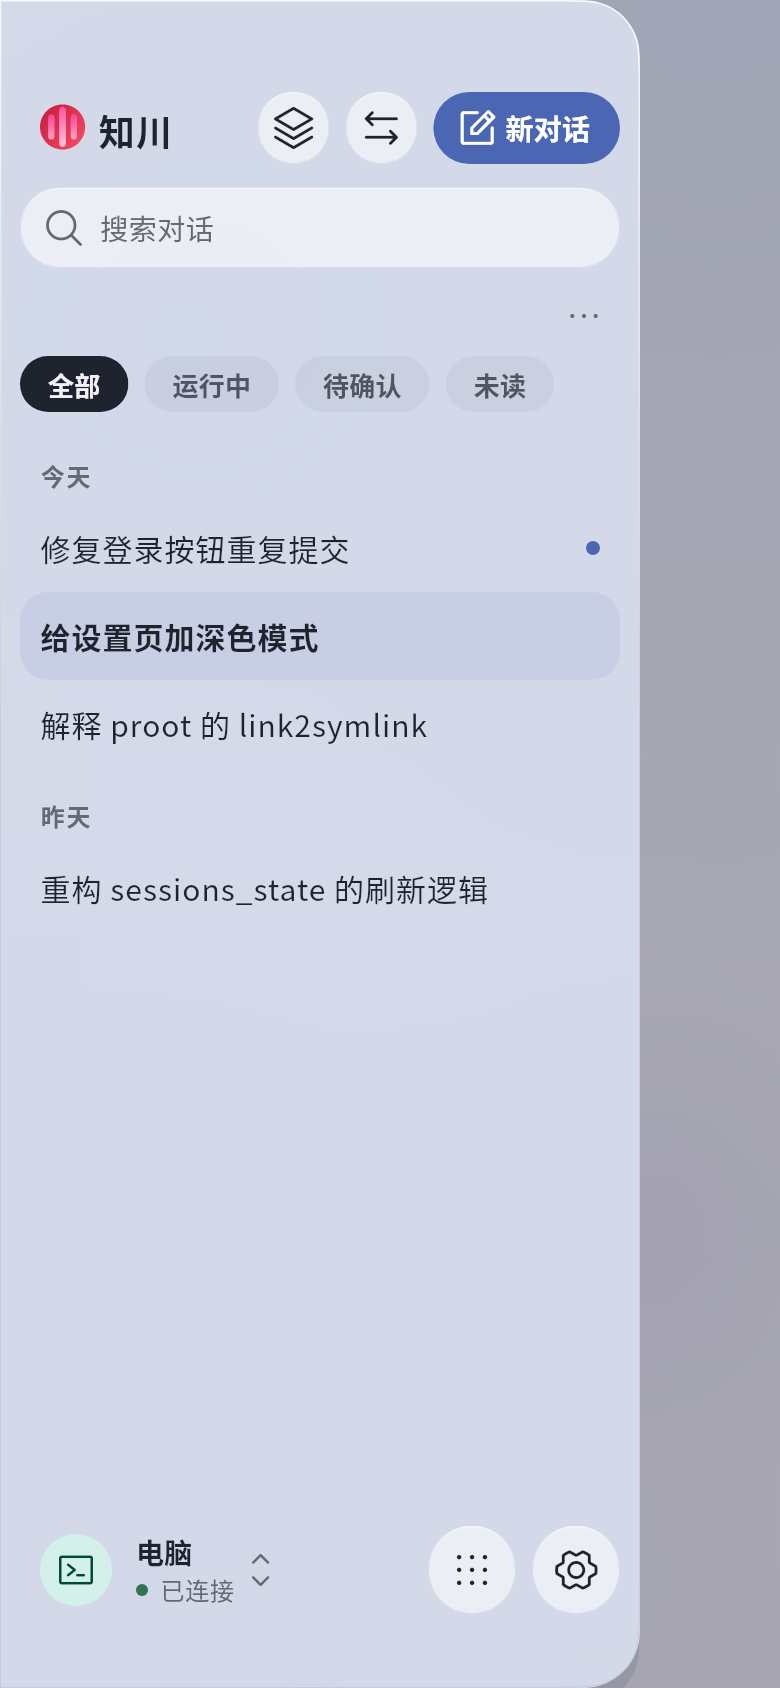 知川
新对话
搜索对话
...
全部 运行中 待确认 未读
今天
修复登录按钮重复提交
给设置页加深色模式
解释 proot 的 link2symlink
昨天
重构 sessions_state 的刷新逻辑
电脑
已连接